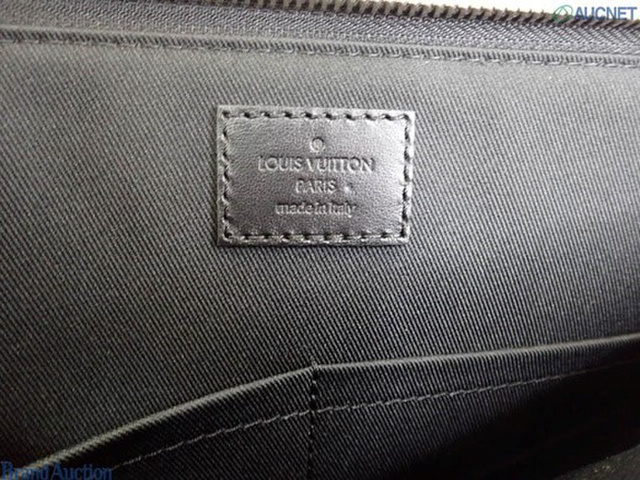 AUCNET
®
LOUIS VUITTON
PARIS
made in Italy
Brand Auction